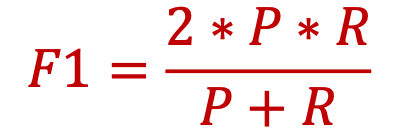 F1 = 2 * P * R
P + R